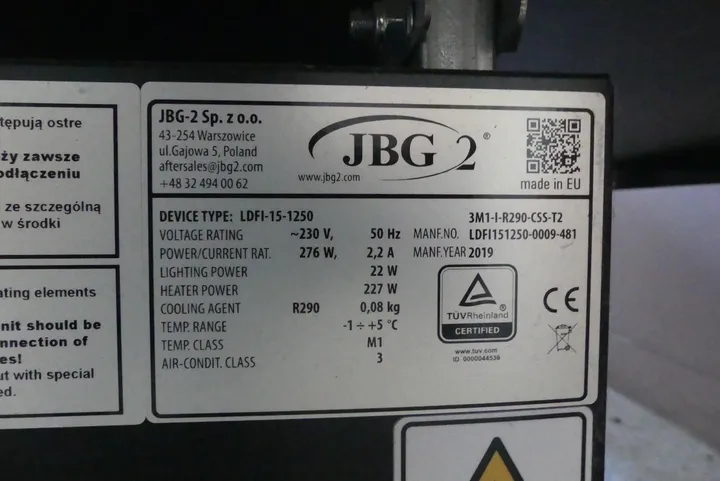 tępują ostre
ży zawsze
odłączeniu
ze szczególną
w środki
ating elements
nit should be
nnection of
es!
ut with special
ed.
JBG-2 Sp. z o.o.
43-254 Warszowice
ul.Gajowa 5, Poland
aftersales@jbg2.com
+48 32 494 00 62
JBG 2®
www.jbg2.com
made in EU
DEVICE TYPE: LDFI-15-1250 3M1-I-R290-CSS-T2
VOLTAGE RATING ~230 V, 50 Hz MANF.NO. LDFI151250-0009-481
POWER/CURRENT RAT. 276 W, 2,2 A MANF.YEAR 2019
LIGHTING POWER 22 W
HEATER POWER 227 W
COOLING AGENT R290 0,08 kg
TEMP. RANGE -1 ÷ +5 °C
TEMP. CLASS M1
AIR-CONDIT. CLASS 3
TÜVRheinland
CERTIFIED
www.tuv.com
ID 0000044539
CE